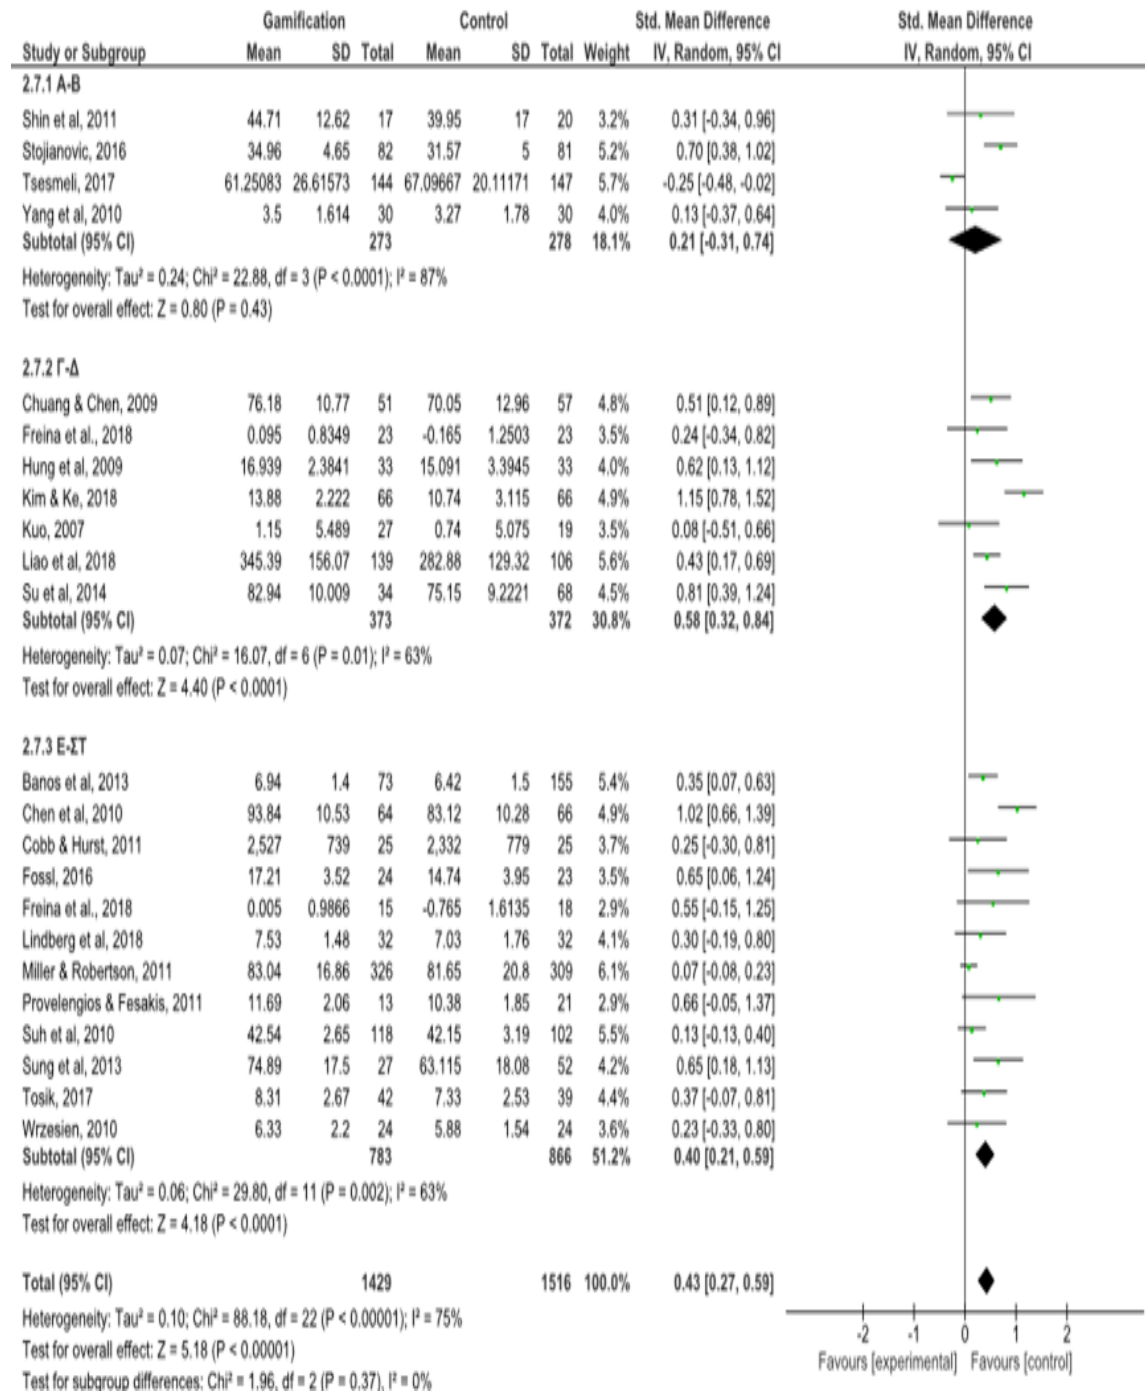 Gamification Control Std. Mean Difference Std. Mean Difference
Study or Subgroup Mean SD Total Mean SD Total Weight IV, Random, 95% CI IV, Random, 95% CI
2.7.1 A-B
Shin et al, 2011 44.71 12.62 17 39.95 17 20 3.2% 0.31 [-0.34, 0.96]
Stojianovic, 2016 34.96 4.65 82 31.57 5 81 5.2% 0.70 [0.38, 1.02]
Tsesmeli, 2017 61.25083 26.61573 144 67.09667 20.11171 147 5.7% -0.25 [-0.48, -0.02]
Yang et al, 2010 3.5 1.614 30 3.27 1.78 30 4.0% 0.13 [-0.37, 0.64]
Subtotal (95% CI) 273 278 18.1% 0.21 [-0.31, 0.74]
Heterogeneity: Tau² = 0.24; Chi² = 22.88, df = 3 (P < 0.0001); I² = 87%
Test for overall effect: Z = 0.80 (P = 0.43)
2.7.2 Γ-Δ
Chuang & Chen, 2009 76.18 10.77 51 70.05 12.96 57 4.8% 0.51 [0.12, 0.89]
Freina et al., 2018 0.095 0.8349 23 -0.165 1.2503 23 3.5% 0.24 [-0.34, 0.82]
Hung et al, 2009 16.939 2.3841 33 15.091 3.3945 33 4.0% 0.62 [0.13, 1.12]
Kim & Ke, 2018 13.88 2.222 66 10.74 3.115 66 4.9% 1.15 [0.78, 1.52]
Kuo, 2007 1.15 5.489 27 0.74 5.075 19 3.5% 0.08 [-0.51, 0.66]
Liao et al, 2018 345.39 156.07 139 282.88 129.32 106 5.6% 0.43 [0.17, 0.69]
Su et al, 2014 82.94 10.009 34 75.15 9.2221 68 4.5% 0.81 [0.39, 1.24]
Subtotal (95% CI) 373 372 30.8% 0.58 [0.32, 0.84]
Heterogeneity: Tau² = 0.07; Chi² = 16.07, df = 6 (P = 0.01); I² = 63%
Test for overall effect: Z = 4.40 (P < 0.0001)
2.7.3 Ε-ΣΤ
Banos et al, 2013 6.94 1.4 73 6.42 1.5 155 5.4% 0.35 [0.07, 0.63]
Chen et al, 2010 93.84 10.53 64 83.12 10.28 66 4.9% 1.02 [0.66, 1.39]
Cobb & Hurst, 2011 2,527 739 25 2,332 779 25 3.7% 0.25 [-0.30, 0.81]
Fossl, 2016 17.21 3.52 24 14.74 3.95 23 3.5% 0.65 [0.06, 1.24]
Freina et al., 2018 0.005 0.9866 15 -0.765 1.6135 18 2.9% 0.55 [-0.15, 1.25]
Lindberg et al, 2018 7.53 1.48 32 7.03 1.76 32 4.1% 0.30 [-0.19, 0.80]
Miller & Robertson, 2011 83.04 16.86 326 81.65 20.8 309 6.1% 0.07 [-0.08, 0.23]
Provelengios & Fesakis, 2011 11.69 2.06 13 10.38 1.85 21 2.9% 0.66 [-0.05, 1.37]
Suh et al, 2010 42.54 2.65 118 42.15 3.19 102 5.5% 0.13 [-0.13, 0.40]
Sung et al, 2013 74.89 17.5 27 63.115 18.08 52 4.2% 0.65 [0.18, 1.13]
Tosik, 2017 8.31 2.67 42 7.33 2.53 39 4.4% 0.37 [-0.07, 0.81]
Wrzesien, 2010 6.33 2.2 24 5.88 1.54 24 3.6% 0.23 [-0.33, 0.80]
Subtotal (95% CI) 783 866 51.2% 0.40 [0.21, 0.59]
Heterogeneity: Tau² = 0.06; Chi² = 29.80, df = 11 (P = 0.002); I² = 63%
Test for overall effect: Z = 4.18 (P < 0.0001)
Total (95% CI) 1429 1516 100.0% 0.43 [0.27, 0.59]
Heterogeneity: Tau² = 0.10; Chi² = 88.18, df = 22 (P < 0.00001); I² = 75%
Test for overall effect: Z = 5.18 (P < 0.00001)
Test for subgroup differences: Chi² = 1.96, df = 2 (P = 0.37), I² = 0%
-2 -1 0 1 2
Favours [experimental] Favours [control]